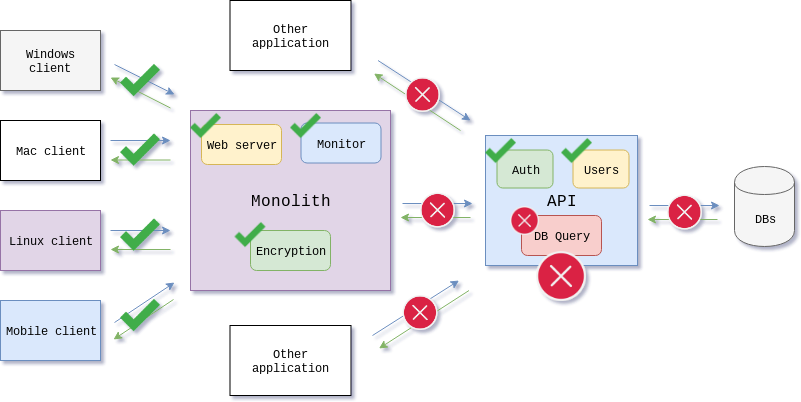 Windows
client
Mac client
Linux client
Mobile client
Other
application
Web server
Monitor
Monolith
Encryption
Other
application
Auth
Users
API
DB Query
DBs